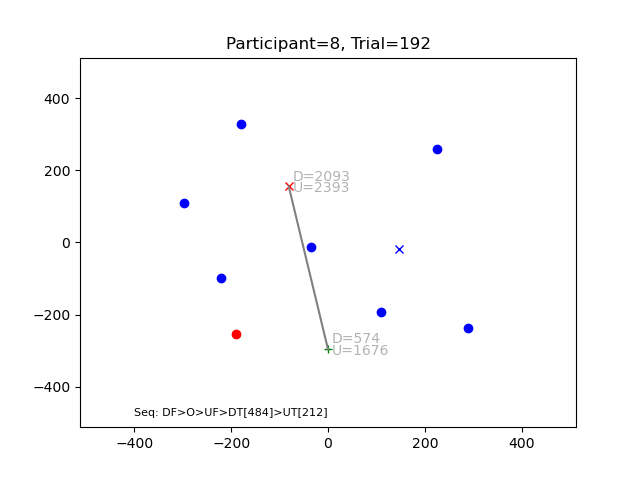 Participant=8, Trial=192
400
200
0
−200
−400
D=2093
U=2393
D=574
U=1676
Seq: DF>O>UF>DT[484]>UT[212]
−400 −200 0 200 400